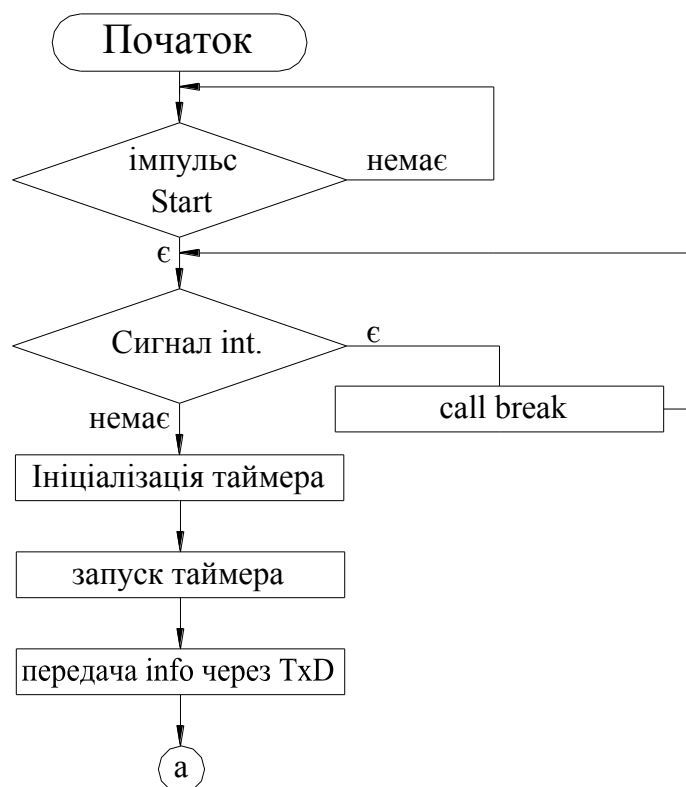 Початок
імпульс
Start
немає
є
Сигнал int.
є
call break
немає
Ініціалізація таймера
запуск таймера
передача info через TxD
a